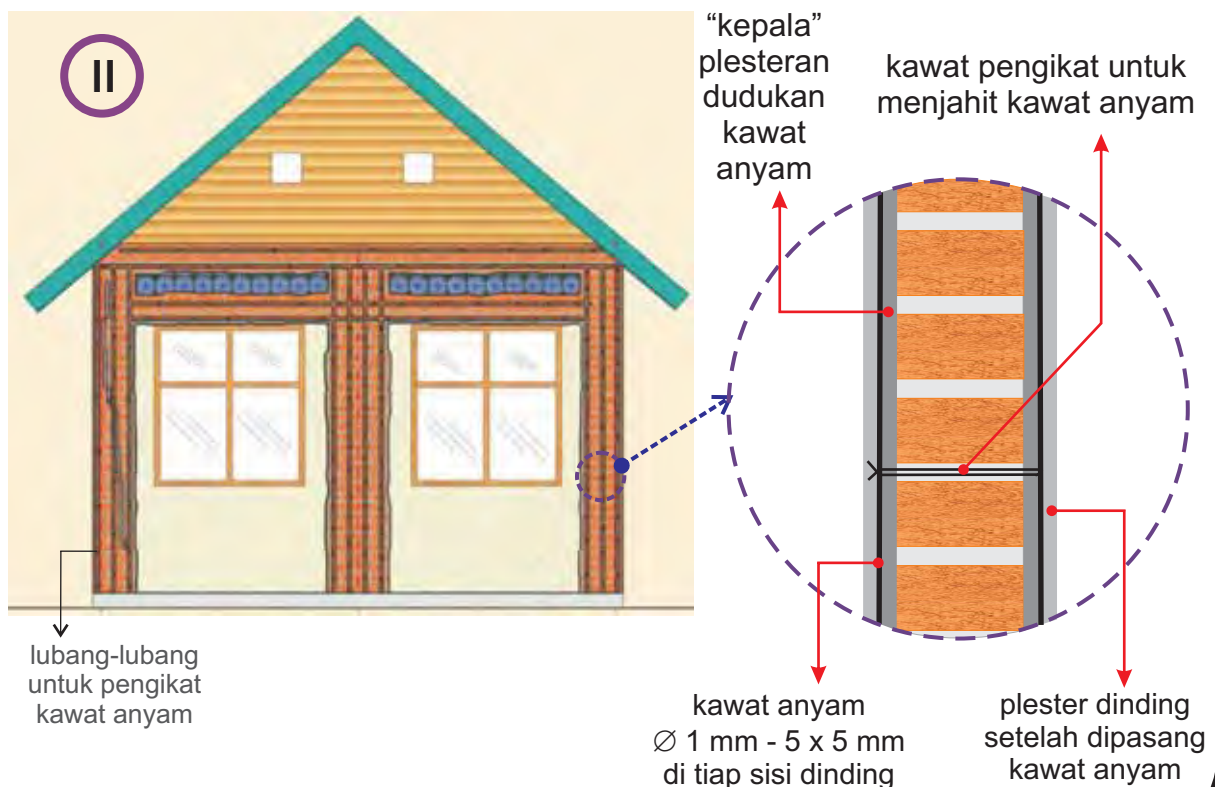 II
“kepala”
plesteran
dudukan
kawat
anyam
kawat pengikat untuk
menjahit kawat anyam
lubang-lubang
untuk pengikat
kawat anyam
kawat anyam
∅ 1 mm - 5 x 5 mm
di tiap sisi dinding
plester dinding
setelah dipasang
kawat anyam